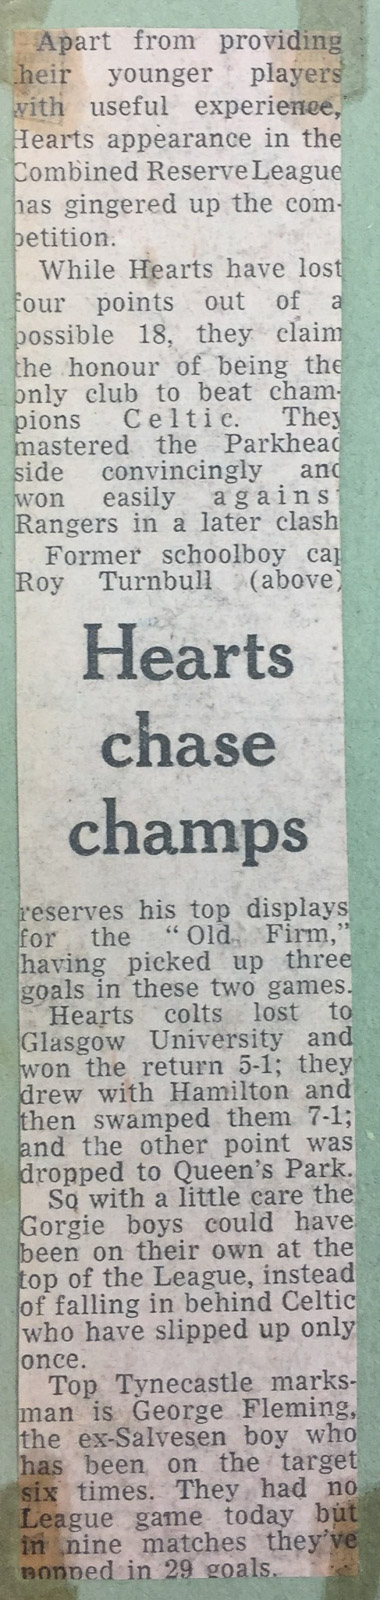 Apart from providing
their younger players
with useful experience,
Hearts appearance in the
Combined Reserve League
has gingered up the com-
petition.
While Hearts have lost
four points out of a
possible 18, they claim
the honour of being the
only club to beat cham-
pions Celtic. They
mastered the Parkhead
side convincingly and
won easily against
Rangers in a later clash
Former schoolboy cap
Roy Turnbull (above)
Hearts
chase
champs
reserves his top displays
for the "Old Firm,"
having picked up three
goals in these two games.
Hearts colts lost to
Glasgow University and
won the return 5-1; they
drew with Hamilton and
then swamped them 7-1;
and the other point was
dropped to Queen's Park.
So with a little care the
Gorgie boys could have
been on their own at the
top of the League, instead
of falling in behind Celtic
who have slipped up only
once.
Top Tynecastle marks-
man is George Fleming,
the ex-Salvesen boy who
has been on the target
six times. They had no
League game today but
in nine matches they've
popped in 29 goals.